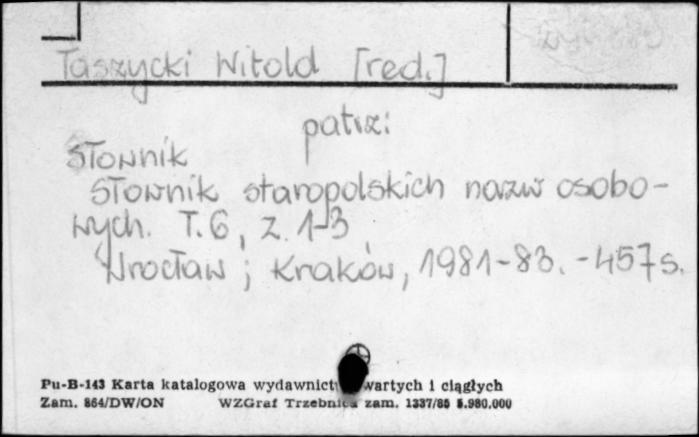 Taszycki Witold [red.]
patrz:
Słownik
Słownik staropolskich nazw osobo-
wych. T.6, z. 1-3
Wrocław ; Kraków, 1981-83. - 457 s.
Pu-B-143 Karta katalogowa wydawnictw zwartych i ciągłych
Zam. 864/DW/ON WZGraf Trzebnica zam. 1337/85 5.980.000